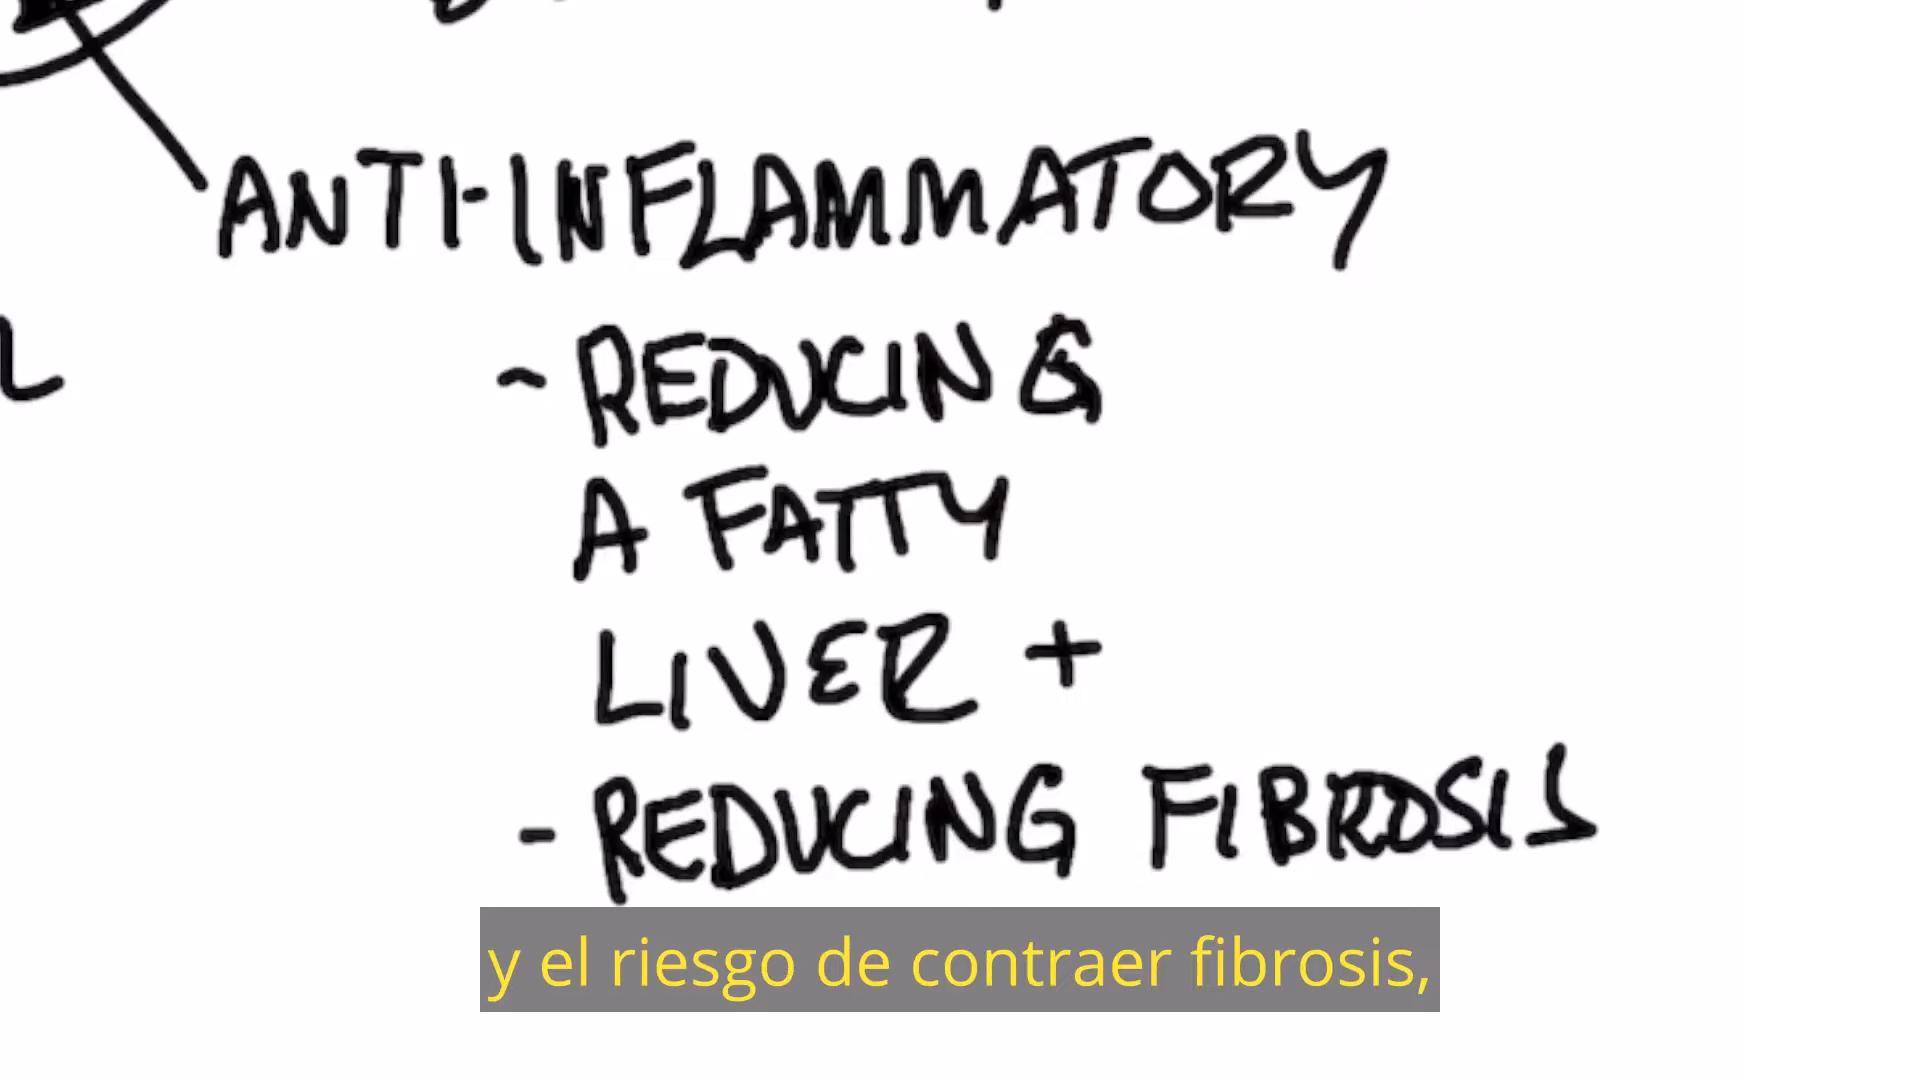 ANTI-INFLAMMATORY
~ REDUCING
A FATTY
LIVER +
- REDUCING FIBROSIS
y el riesgo de contraer fibrosis,